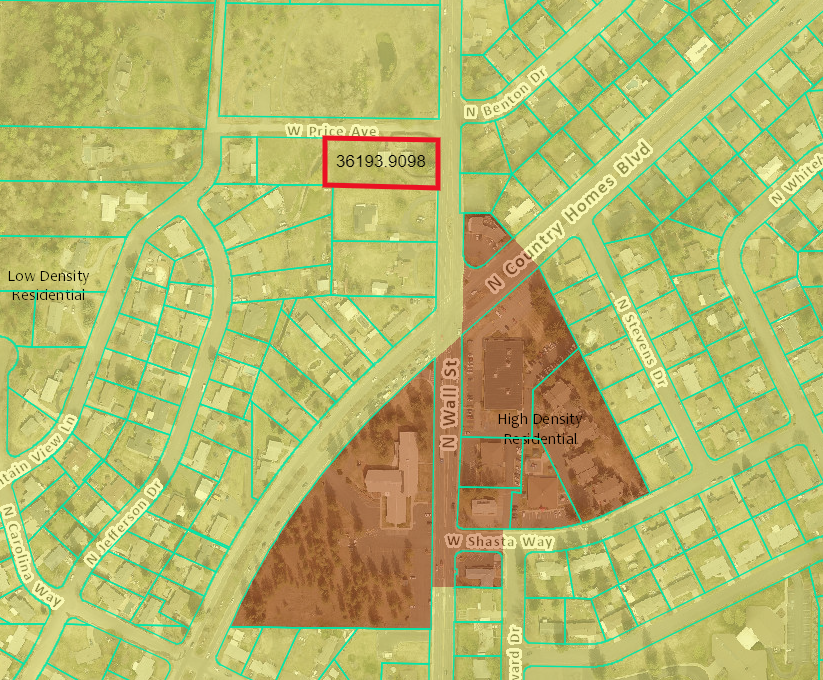 N Benton Dr
W Price Ave
36193.9098
N Country Homes Blvd
N Whiteh
Low Density
Residential
N Stevens Dr
N Wall St
High Density
Residential
ntain View Ln
N Jefferson Dr
N Carolina Way
W Shasta Way
ward Dr